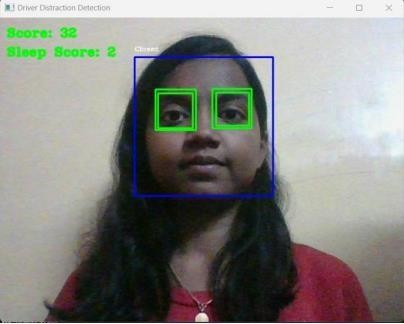 Driver Distraction Detection
Score: 32
Sleep Score: 2
Closed